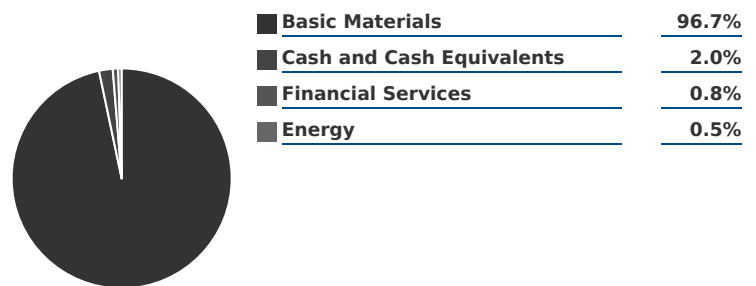 Basic Materials 96.7%
Cash and Cash Equivalents 2.0%
Financial Services 0.8%
Energy 0.5%